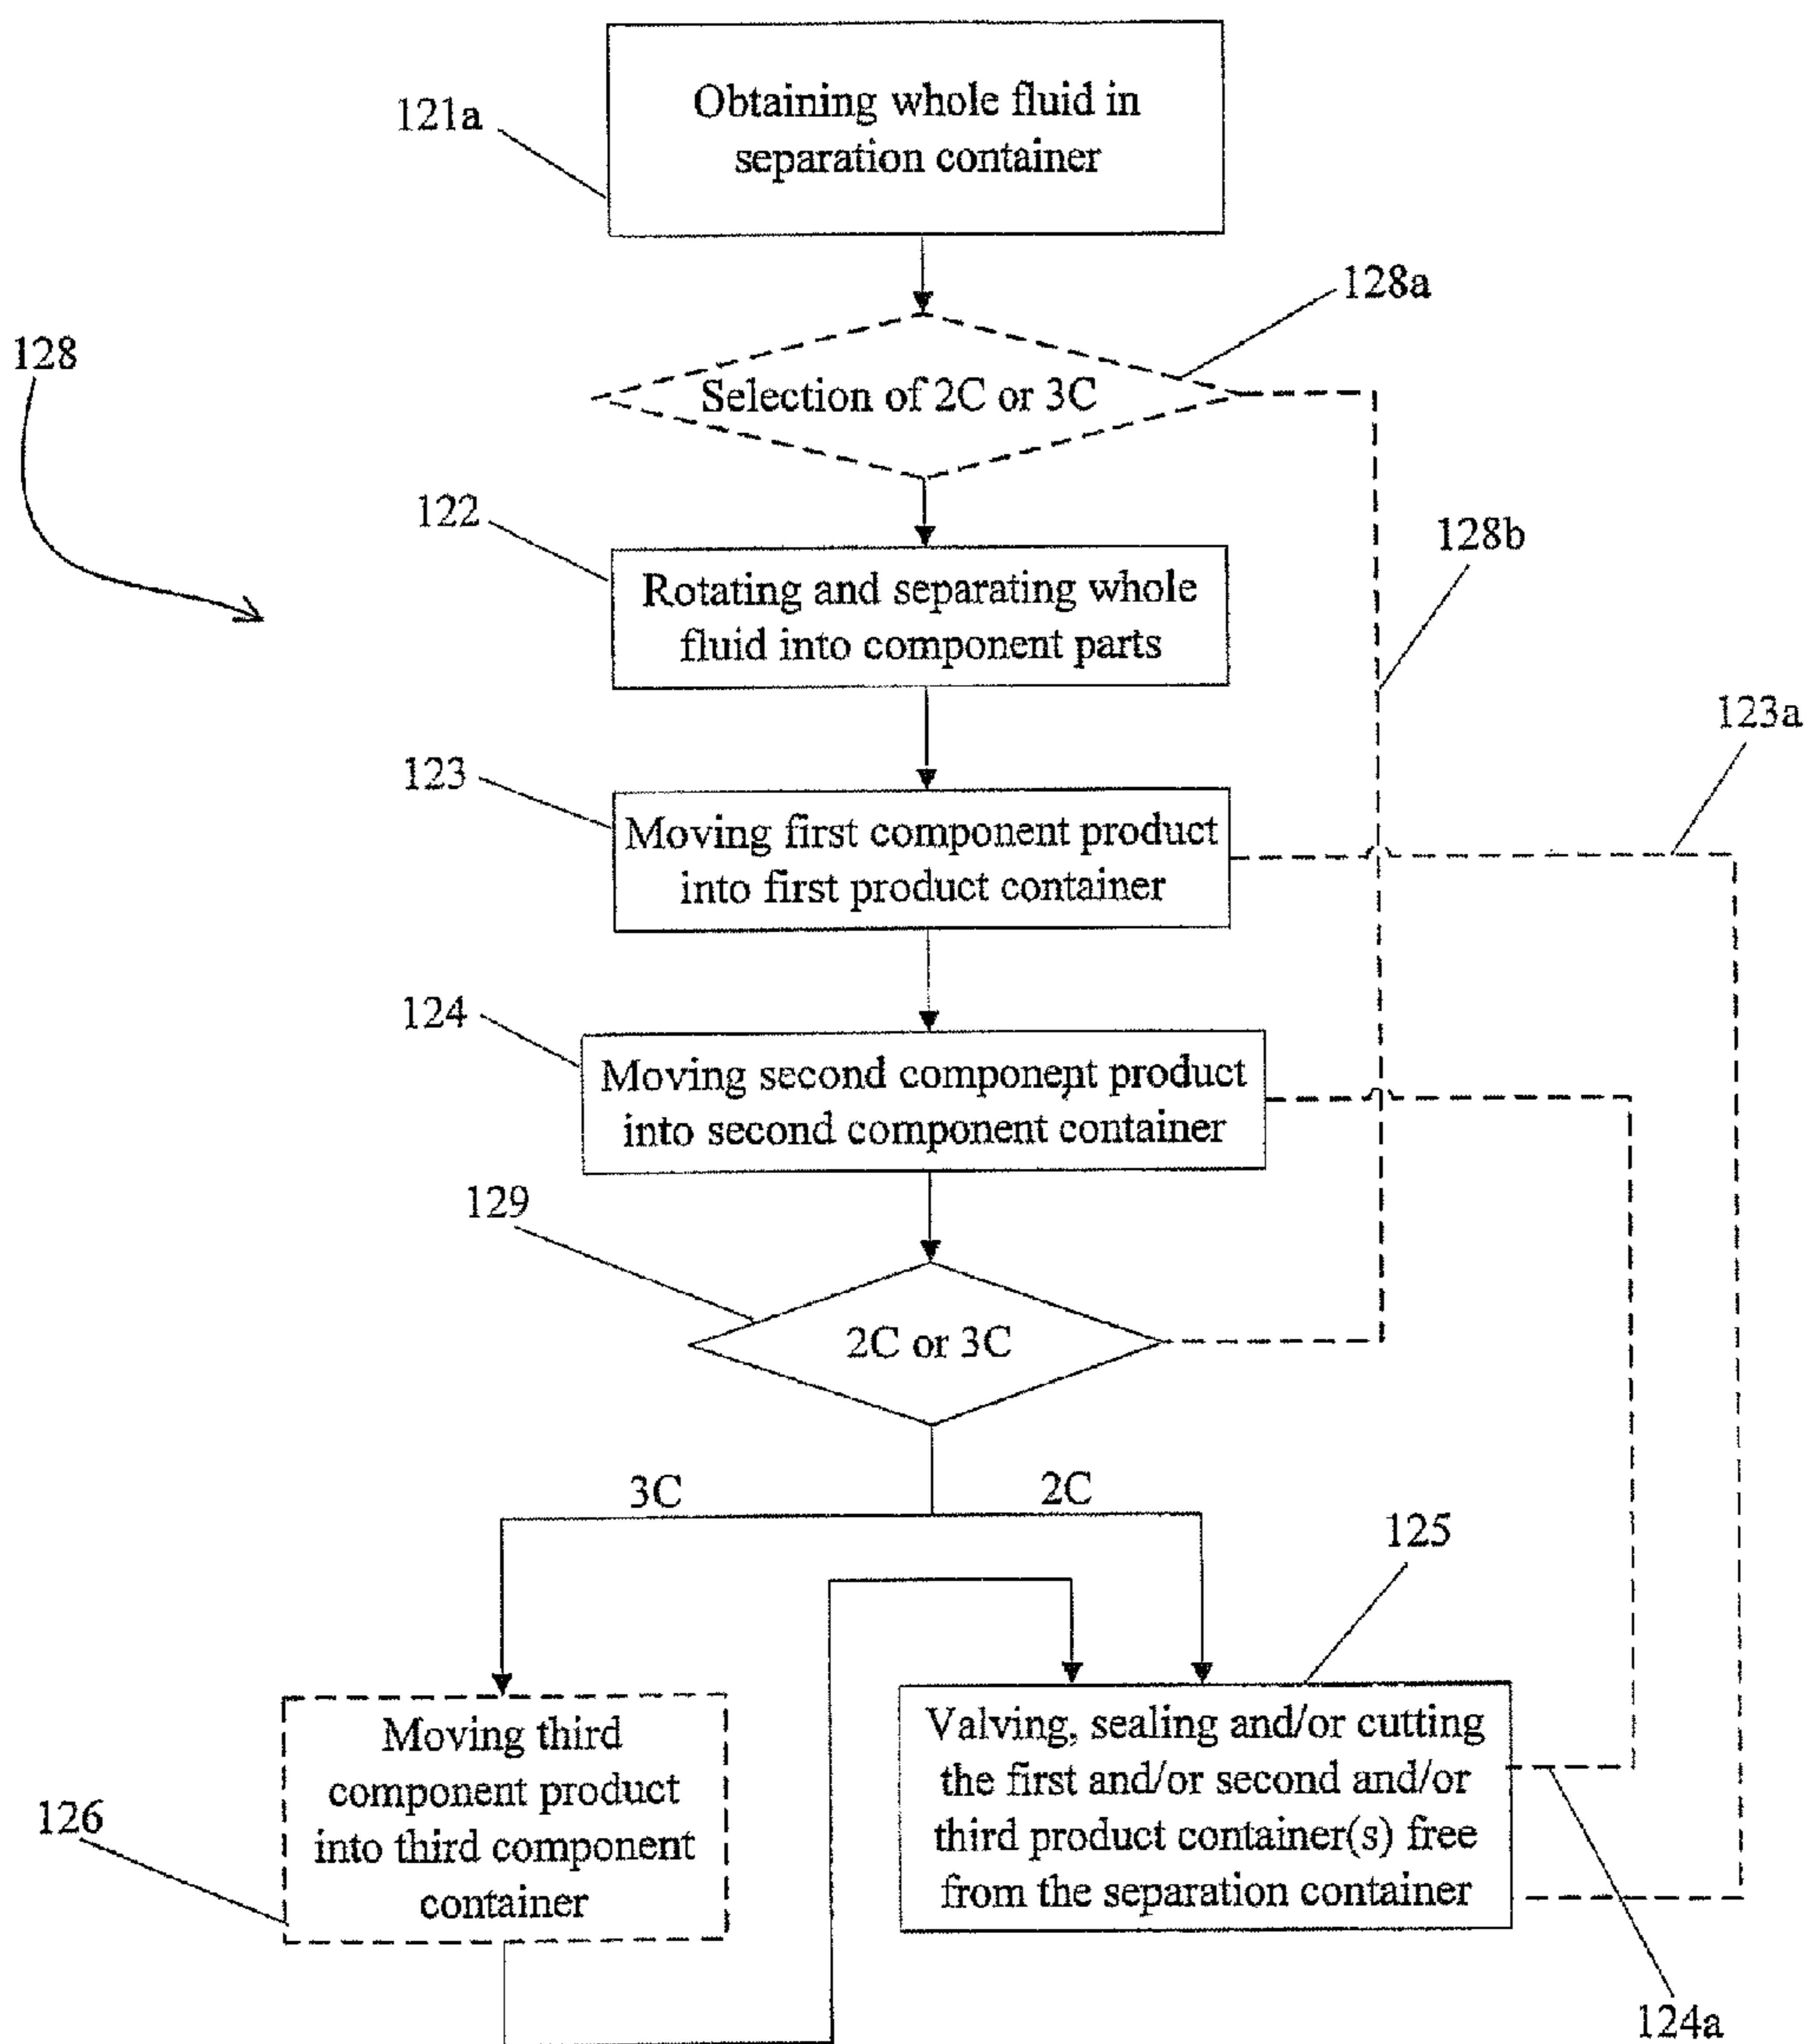 121a
Obtaining whole fluid in
separation container
128a
128
Selection of 2C or 3C
122
128b
Rotating and separating whole
fluid into component parts
123a
123
Moving first component product
into first product container
124
Moving second component product
into second component container
129
2C or 3C
3C
2C
125
Moving third
component product
into third component
container
126
Valving, sealing and/or cutting
the first and/or second and/or
third product container(s) free
from the separation container
124a